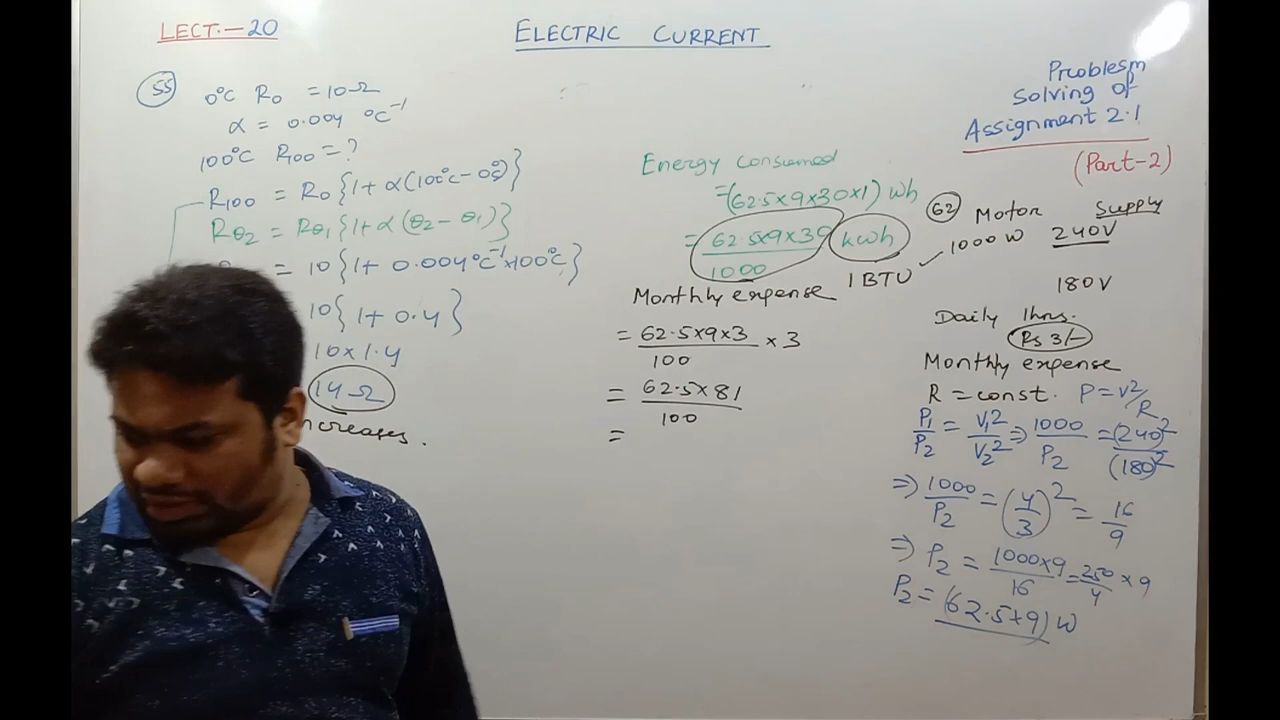 LECT.-20
ELECTRIC CURRENT
Problesm
Solving of
Assignment 2.1
(Part-2)
55
0°C R₀ = 10Ω
α = 0.004 °C⁻¹
100°C R₁₀₀ = ?
R₁₀₀ = R₀{1+α(100°C-0°C)}
Rθ₂ = Rθ₁{1+α(θ₂-θ₁)}
= 10{1+0.004°C⁻¹×100°C}
10{1+0.4}
10×1.4
14Ω
ncreases.
Energy consumed
=(62.5×9×30×1) Wh
= 62.5×9×30/1000 kWh
1BTU
Monthly expense
= 62.5×9×3/100 × 3
= 62.5×81/100
=
62 Motor Supply
1000W 240V
180V
Daily 1hrs.
Rs 3/-
Monthly expense
R = const. P = V²/R
P₁/P₂ = V₁²/V₂² ⇒ 1000/P₂ = (240)²/(180)²
⇒ 1000/P₂ = (4/3)² = 16/9
⇒ P₂ = 1000×9/16 = 250/4 × 9
P₂ = (62.5×9) W